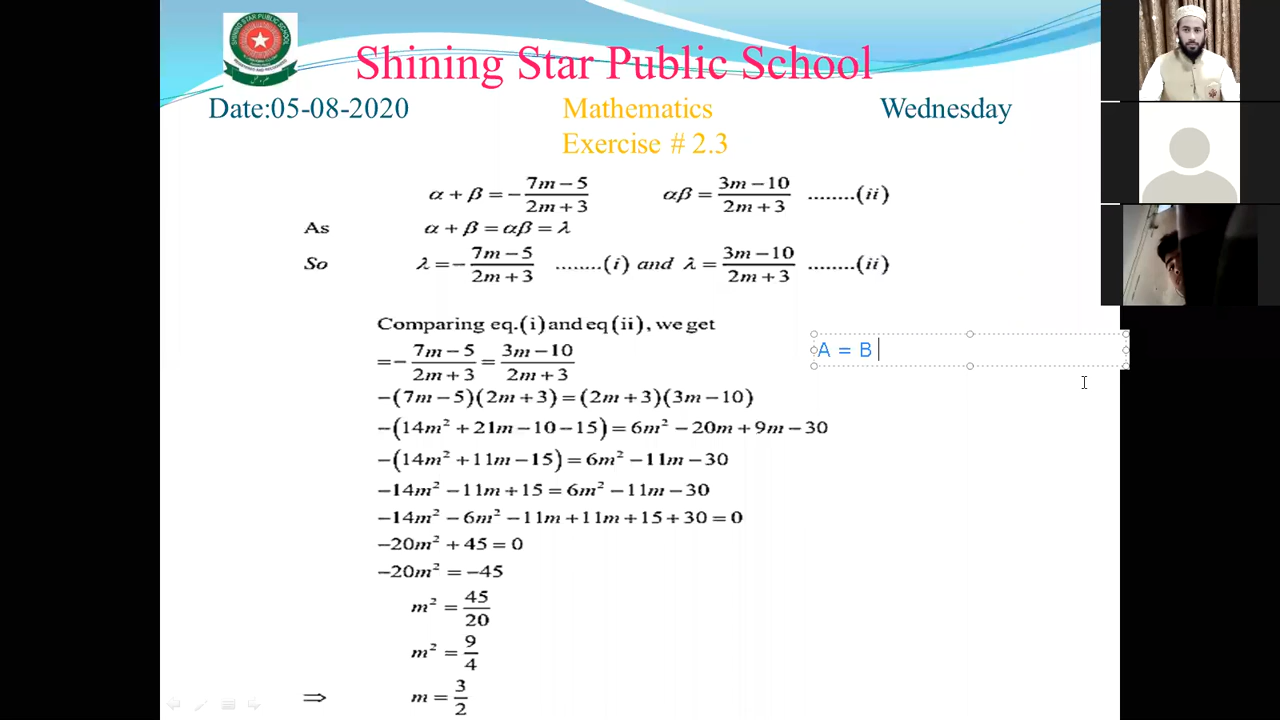 SHINING STAR PUBLIC SCHOOL
Shining Star Public School
Date:05-08-2020 Mathematics Wednesday
Exercise # 2.3
α + β = −(7m − 5)/(2m + 3) αβ = (3m − 10)/(2m + 3) ........(ii)
As α + β = αβ = λ
So λ = −(7m − 5)/(2m + 3) ........(i) and λ = (3m − 10)/(2m + 3) ........(ii)
Comparing eq.(i) and eq(ii), we get
= −(7m − 5)/(2m + 3) = (3m − 10)/(2m + 3)
A = B
−(7m − 5)(2m + 3) = (2m + 3)(3m − 10)
−(14m² + 21m − 10 − 15) = 6m² − 20m + 9m − 30
−(14m² + 11m − 15) = 6m² − 11m − 30
−14m² − 11m + 15 = 6m² − 11m − 30
−14m² − 6m² − 11m + 11m + 15 + 30 = 0
−20m² + 45 = 0
−20m² = −45
m² = 45/20
m² = 9/4
⇒ m = 3/2